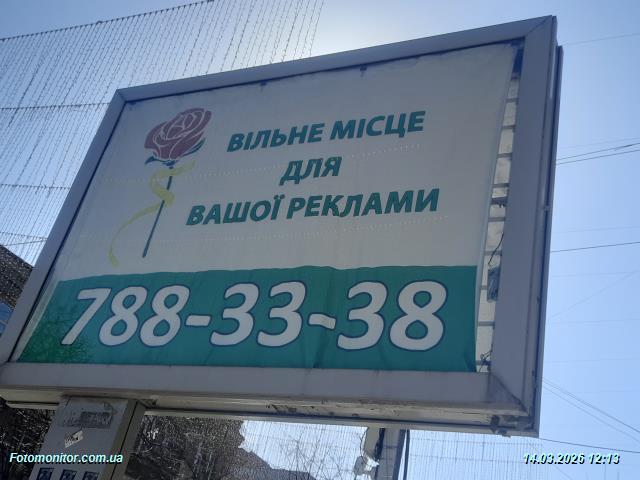 ВІЛЬНЕ МІСЦЕ
ДЛЯ
ВАШОЇ РЕКЛАМИ
788-33-38
Fotomonitor.com.ua
14.03.2026 12:13